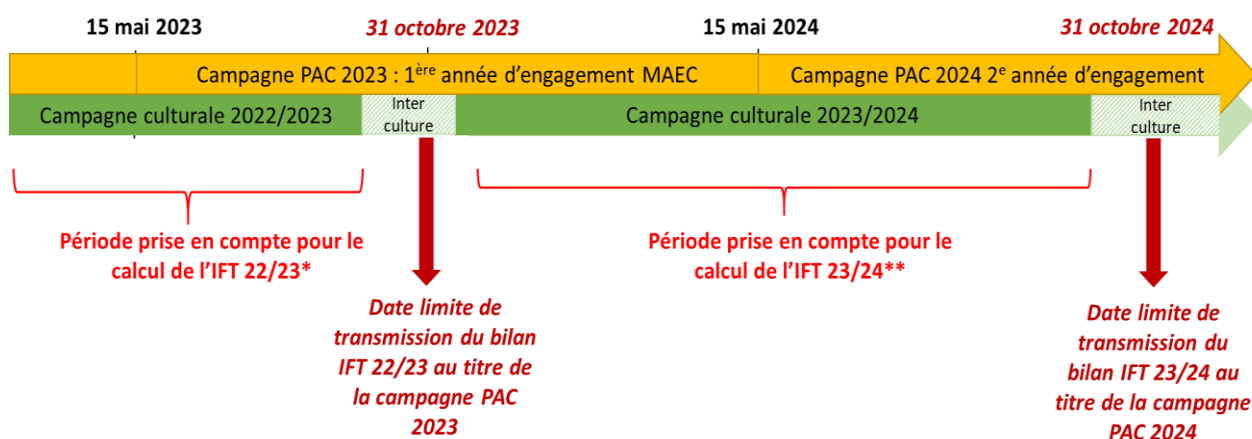 15 mai 2023
31 octobre 2023
15 mai 2024
31 octobre 2024
Campagne PAC 2023 : 1ère année d’engagement MAEC
Campagne PAC 2024 2e année d’engagement
Campagne culturale 2022/2023
Inter
culture
Campagne culturale 2023/2024
Inter
culture
Période prise en compte pour le
calcul de l’IFT 22/23*
Période prise en compte pour le
calcul de l’IFT 23/24**
Date limite de
transmission du bilan
IFT 22/23 au titre de
la campagne PAC
2023
Date limite de
transmission du
bilan IFT 23/24 au
titre de la campagne
PAC 2024